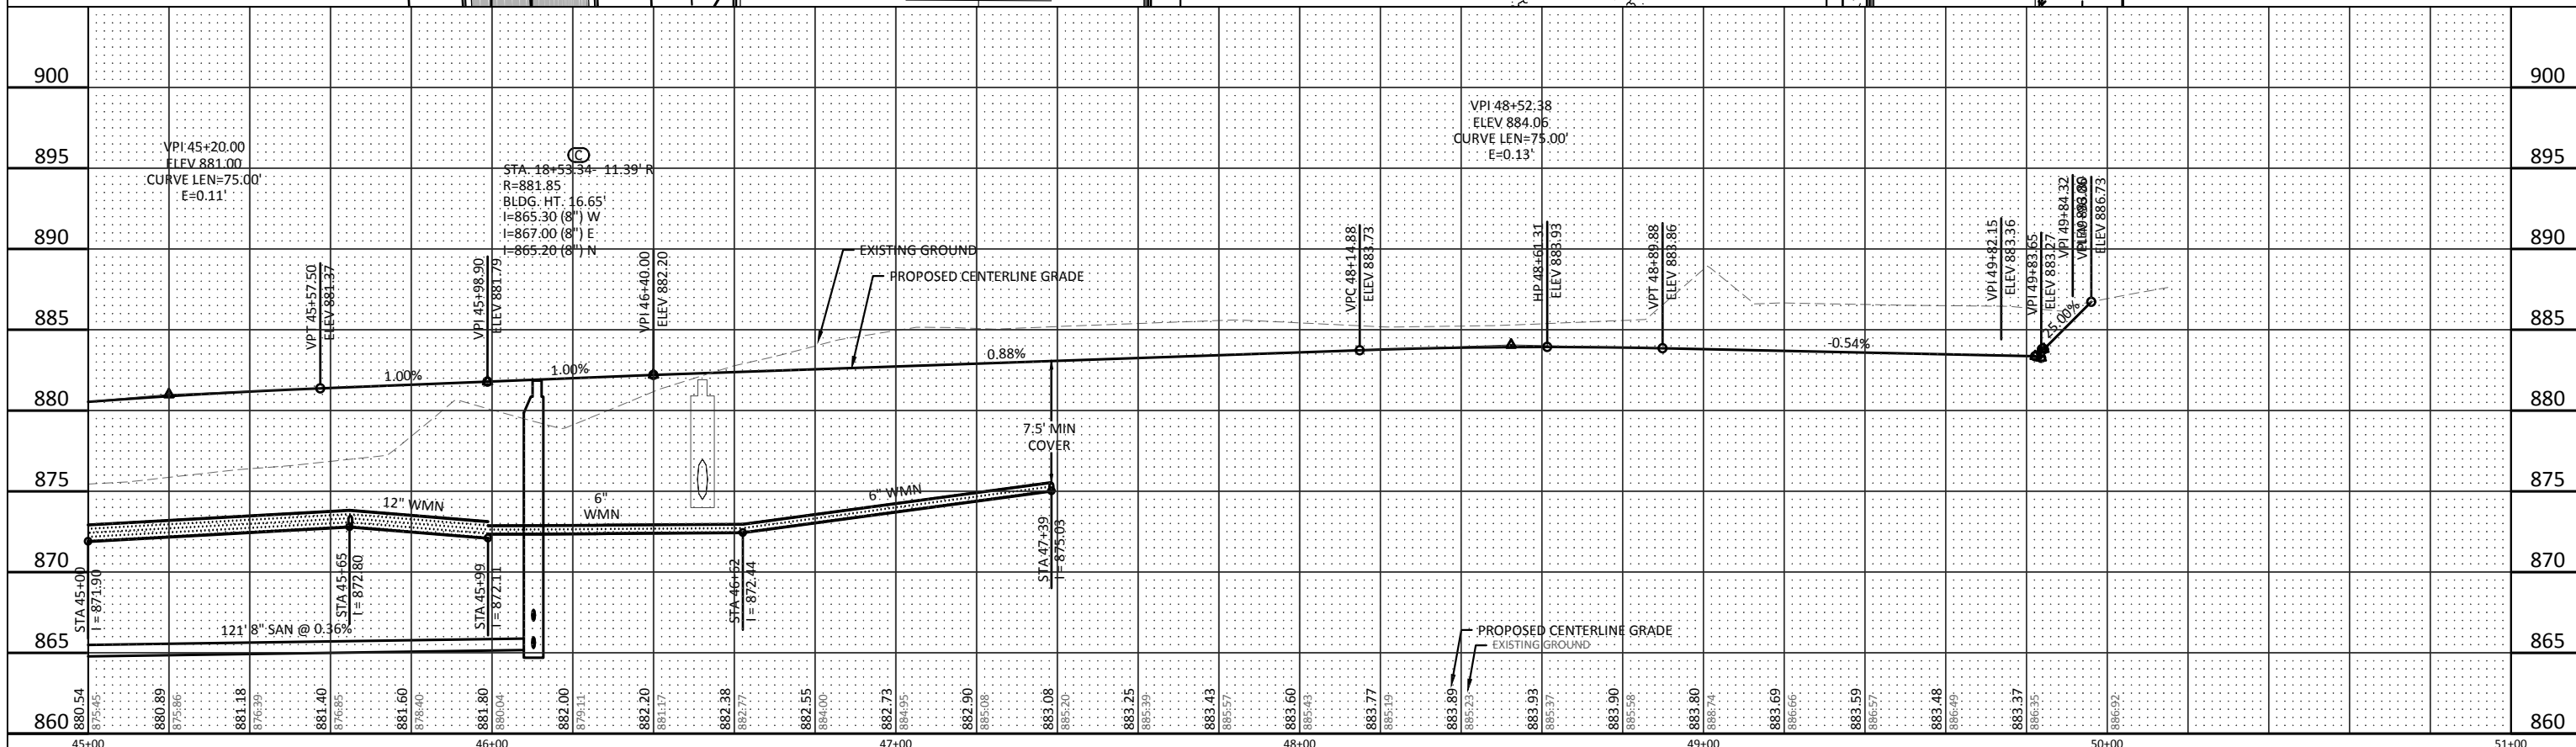 900
895
890
885
880
875
870
865
860
VPI 45+20.00
ELEV 881.00
CURVE LEN=75.00'
E=0.11'
C
STA. 18+53.34- 11.39' R
R=881.85
BLDG. HT. 16.65'
I=865.30 (8") W
I=867.00 (8") E
I=865.20 (8") N
VPI 48+52.38
ELEV 884.06
CURVE LEN=75.00'
E=0.13'
EXISTING GROUND
PROPOSED CENTERLINE GRADE
VPT 45+57.50
ELEV 881.37
VPI 45+98.90
ELEV 881.79
VPI 46+40.00
ELEV 882.20
VPC 48+14.88
ELEV 883.73
HP 48+61.31
ELEV 883.93
VPT 48+89.88
ELEV 883.86
VPI 49+82.15
ELEV 883.36
VPI 49+83.65
ELEV 883.27
VPI 49+84.32
ELEV 886.73
1.00%
1.00%
0.88%
-0.54%
25.00%
7.5' MIN
COVER
12" WMN
6"
WMN
6" WMN
STA 45+00
I = 871.90
STA 45+65
I = 872.80
STA 45+99
I = 872.11
STA 46+62
I = 872.44
STA 47+39
I = 875.03
121' 8" SAN @ 0.36%
PROPOSED CENTERLINE GRADE
EXISTING GROUND
880.54
875.45
880.89
875.86
881.18
876.39
881.40
876.85
881.60
878.40
881.80
880.04
882.00
879.11
882.20
881.17
882.38
882.77
882.55
884.00
882.73
884.95
882.90
885.08
883.08
885.20
883.25
885.39
883.43
885.57
883.60
885.43
883.77
885.19
883.89
885.23
883.93
885.37
883.90
885.58
883.80
888.74
883.69
886.66
883.59
886.57
883.48
886.49
883.37
886.35
886.92
900
895
890
885
880
875
870
865
860
45+00
46+00
47+00
48+00
49+00
50+00
51+00